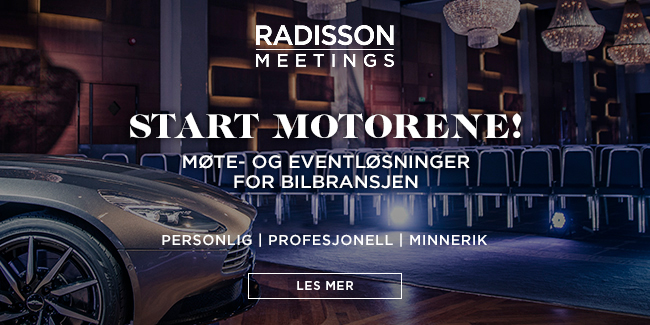 RADISSON
MEETINGS
START MOTORENE!
MØTE- OG EVENTLØSNINGER
FOR BILBRANSJEN
PERSONLIG | PROFESJONELL | MINNERIK
LES MER